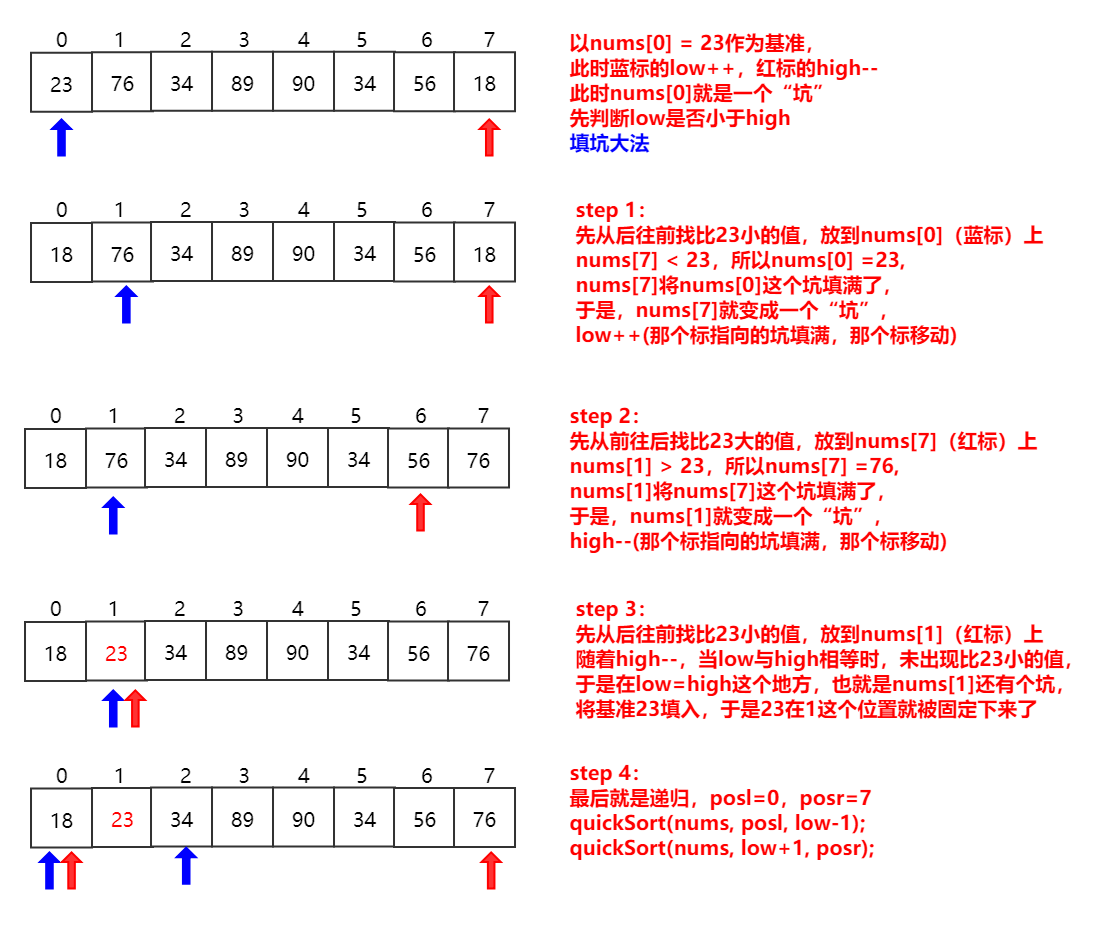 0 1 2 3 4 5 6 7
23 76 34 89 90 34 56 18
以nums[0] = 23作为基准，
此时蓝标的low++，红标的high--
此时nums[0]就是一个“坑”
先判断low是否小于high
填坑大法
0 1 2 3 4 5 6 7
18 76 34 89 90 34 56 18
step 1：
先从后往前找比23小的值，放到nums[0]（蓝标）上
nums[7] < 23，所以nums[0] =23,
nums[7]将nums[0]这个坑填满了，
于是，nums[7]就变成一个“坑”，
low++(那个标指向的坑填满，那个标移动)
0 1 2 3 4 5 6 7
18 76 34 89 90 34 56 76
step 2：
先从前往后找比23大的值，放到nums[7]（红标）上
nums[1] > 23，所以nums[7] =76,
nums[1]将nums[7]这个坑填满了，
于是，nums[1]就变成一个“坑”，
high--(那个标指向的坑填满，那个标移动)
0 1 2 3 4 5 6 7
18 23 34 89 90 34 56 76
step 3：
先从后往前找比23小的值，放到nums[1]（红标）上
随着high--，当low与high相等时，未出现比23小的值，
于是在low=high这个地方，也就是nums[1]还有个坑，
将基准23填入，于是23在1这个位置就被固定下来了
0 1 2 3 4 5 6 7
18 23 34 89 90 34 56 76
step 4：
最后就是递归，posl=0，posr=7
quickSort(nums, posl, low-1);
quickSort(nums, low+1, posr);